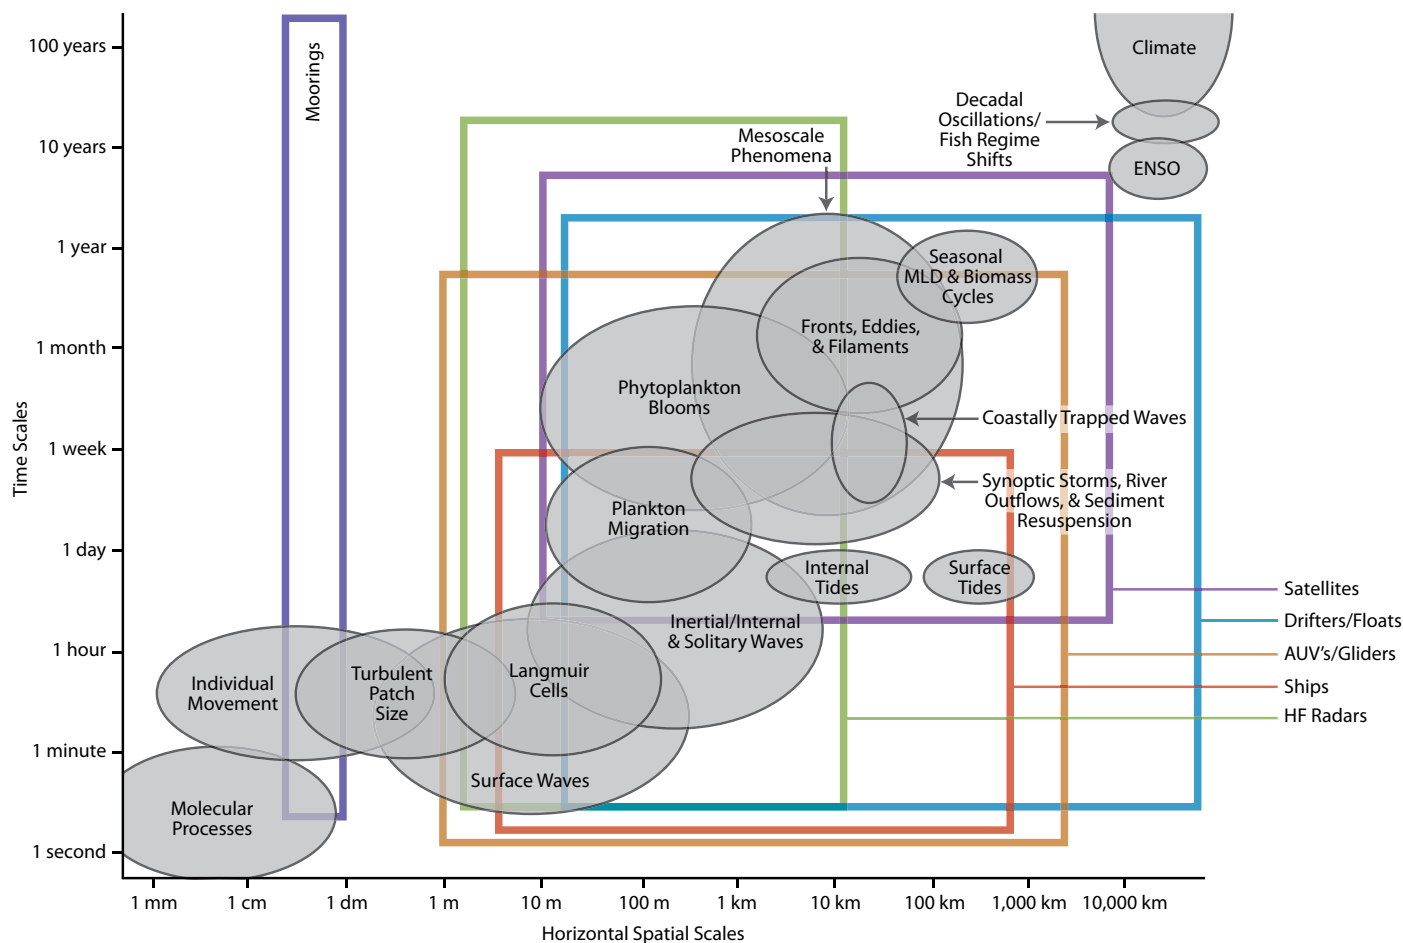 100 years
10 years
1 year
1 month
1 week
1 day
1 hour
1 minute
1 second
Time Scales
Moorings
Climate
Decadal
Oscillations/
Fish Regime
Shifts
ENSO
Mesoscale
Phenomena
Seasonal
MLD & Biomass
Cycles
Fronts, Eddies,
& Filaments
Phytoplankton
Blooms
Coastally Trapped Waves
Synoptic Storms, River
Outflows, & Sediment
Resuspension
Plankton
Migration
Internal
Tides
Surface
Tides
Inertial/Internal
& Solitary Waves
Langmuir
Cells
Turbulent
Patch
Size
Individual
Movement
Surface Waves
Molecular
Processes
Satellites
Drifters/Floats
AUV's/Gliders
Ships
HF Radars
1 mm
1 cm
1 dm
1 m
10 m
100 m
1 km
10 km
100 km
1,000 km
10,000 km
Horizontal Spatial Scales